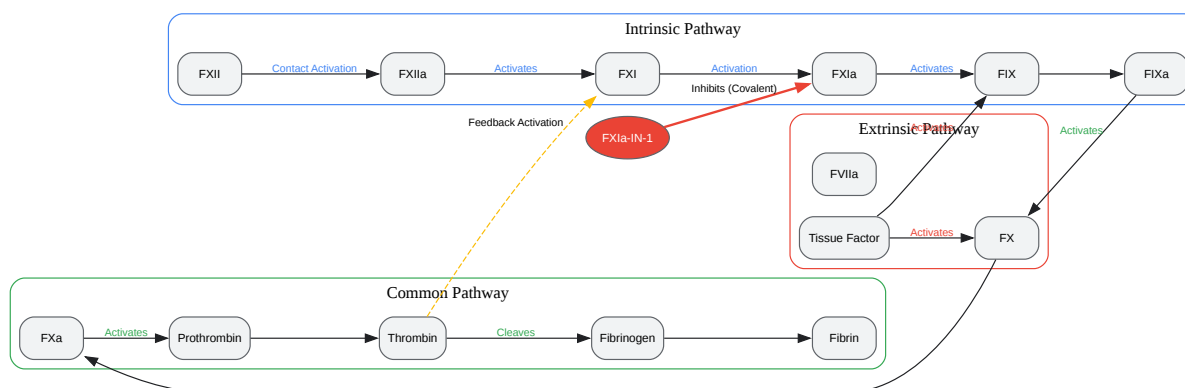 Intrinsic Pathway
FXII
Contact Activation
FXIIa
Activates
FXI
Activation
FXIa
Activates
FIX
FIXa
Inhibits (Covalent)
Feedback Activation
FXIa-IN-1
Extrinsic Pathway
Activates
Activates
FVIIa
Tissue Factor
Activates
FX
Common Pathway
FXa
Activates
Prothrombin
Thrombin
Cleaves
Fibrinogen
Fibrin